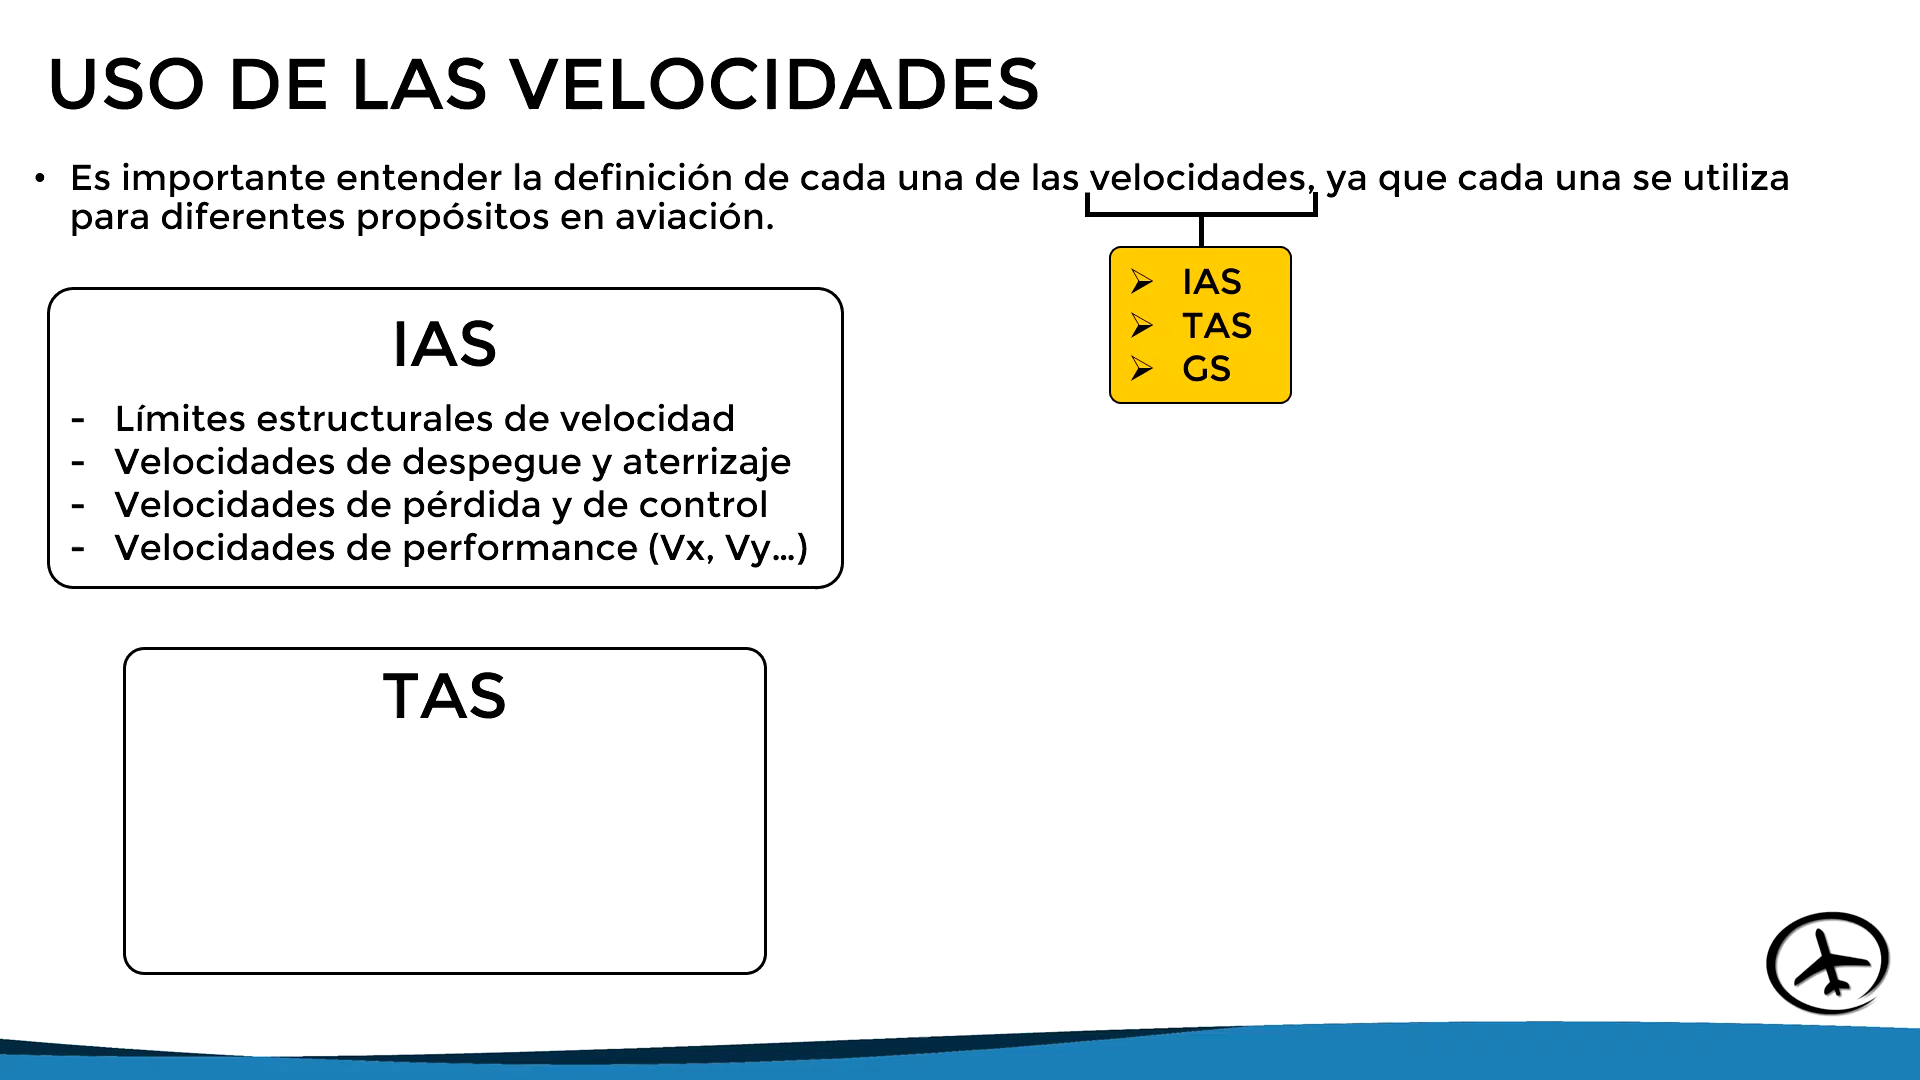 USO DE LAS VELOCIDADES
• Es importante entender la definición de cada una de las velocidades, ya que cada una se utiliza
para diferentes propósitos en aviación.
➢ IAS
➢ TAS
➢ GS
IAS
- Límites estructurales de velocidad
- Velocidades de despegue y aterrizaje
- Velocidades de pérdida y de control
- Velocidades de performance (Vx, Vy...)
TAS